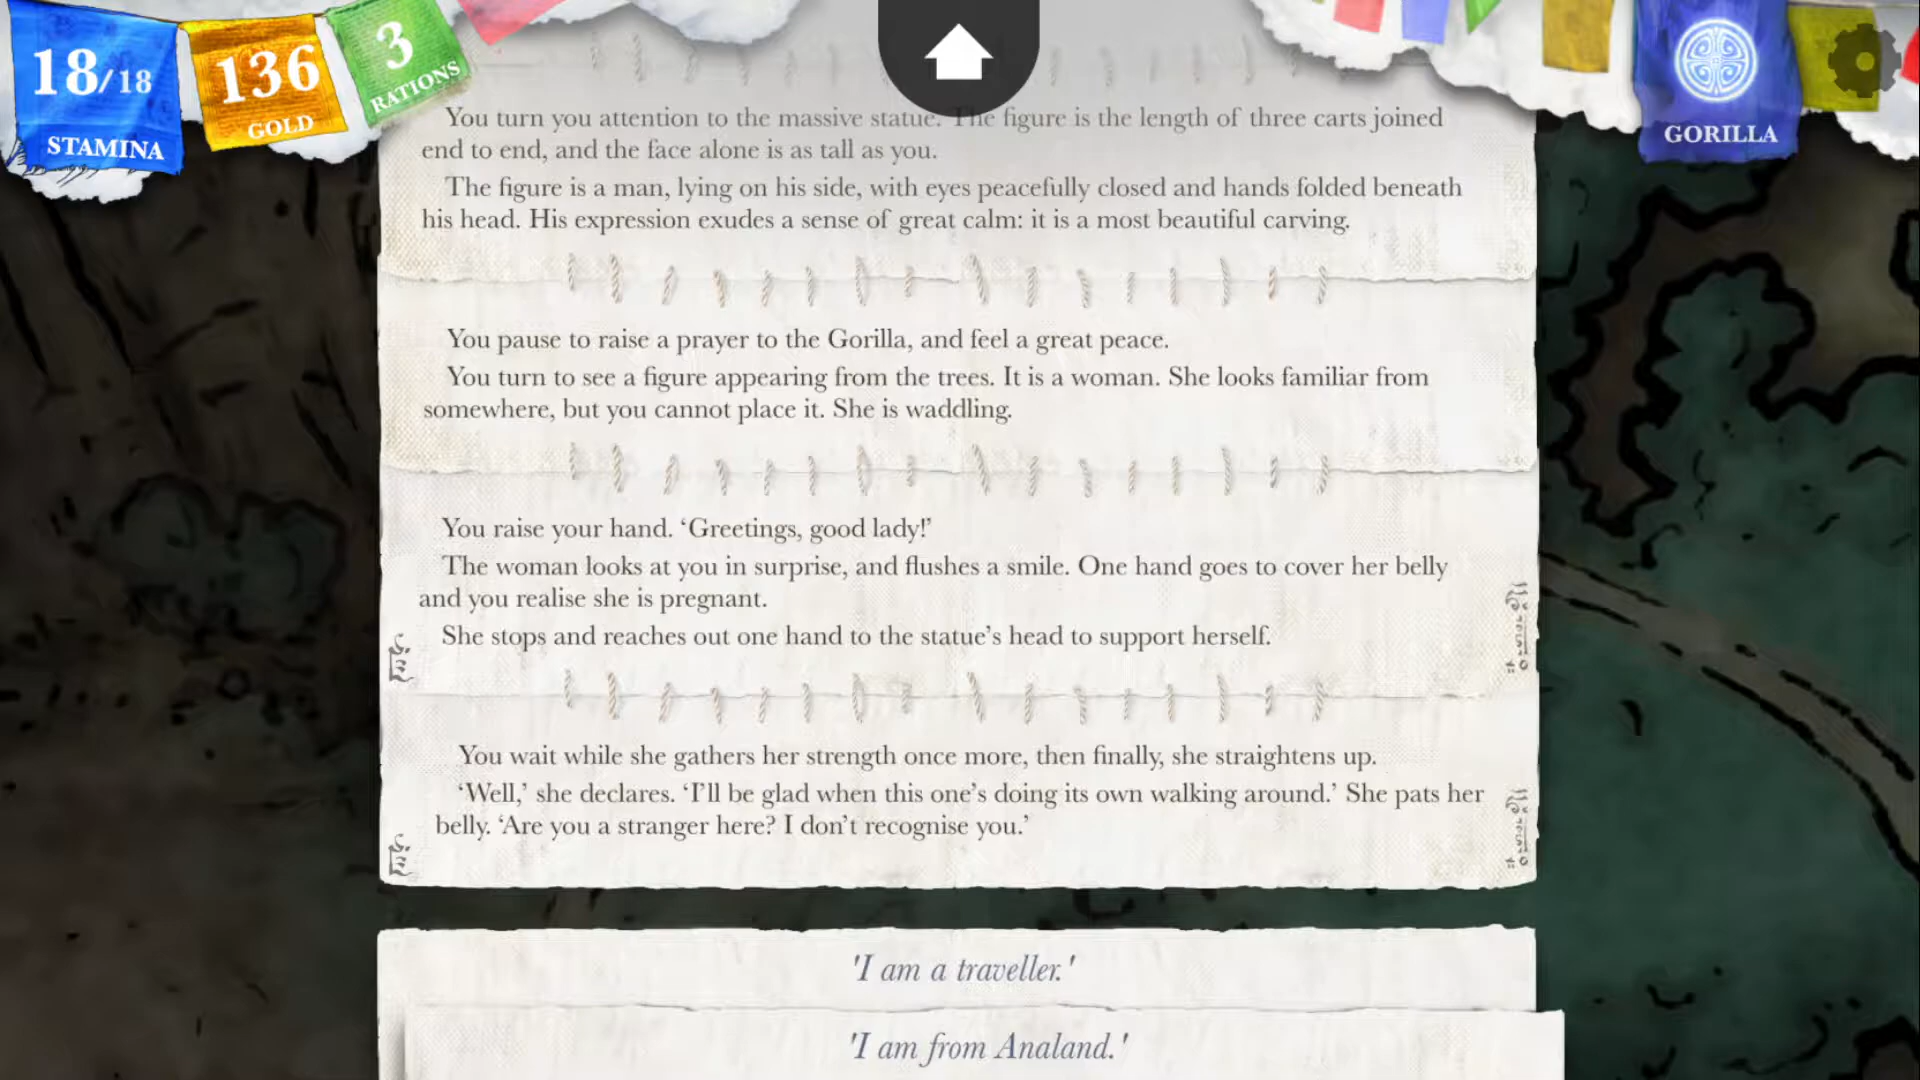 18/18
STAMINA
136
GOLD
3
RATIONS
GORILLA
You turn you attention to the massive statue. The figure is the length of three carts joined
end to end, and the face alone is as tall as you.
The figure is a man, lying on his side, with eyes peacefully closed and hands folded beneath
his head. His expression exudes a sense of great calm: it is a most beautiful carving.
You pause to raise a prayer to the Gorilla, and feel a great peace.
You turn to see a figure appearing from the trees. It is a woman. She looks familiar from
somewhere, but you cannot place it. She is waddling.
You raise your hand. ‘Greetings, good lady!’
The woman looks at you in surprise, and flushes a smile. One hand goes to cover her belly
and you realise she is pregnant.
She stops and reaches out one hand to the statue’s head to support herself.
You wait while she gathers her strength once more, then finally, she straightens up.
‘Well,’ she declares. ‘I’ll be glad when this one’s doing its own walking around.’ She pats her
belly. ‘Are you a stranger here? I don’t recognise you.’
'I am a traveller.'
'I am from Analand.'